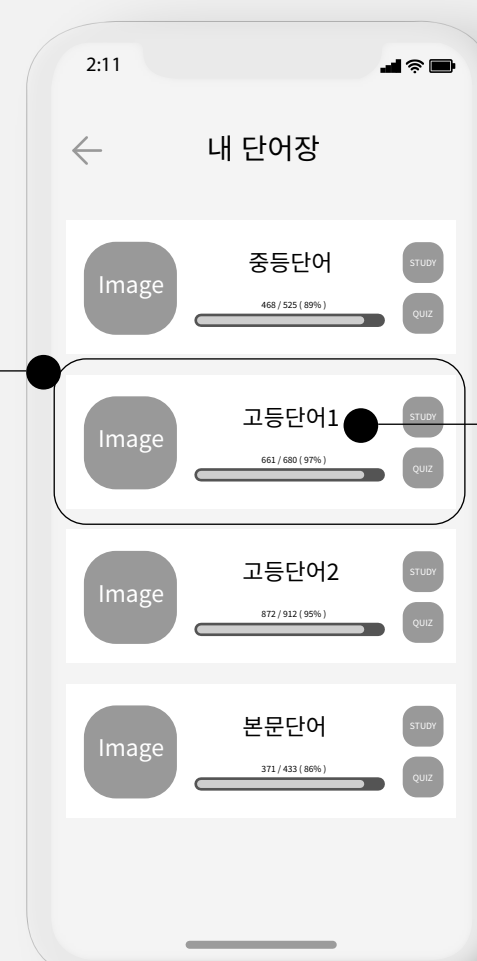 2:11
내 단어장
Image
중등단어
468 / 525 ( 89% )
STUDY
QUIZ
Image
고등단어1
661 / 680 ( 97% )
STUDY
QUIZ
Image
고등단어2
872 / 912 ( 95% )
STUDY
QUIZ
Image
본문단어
371 / 433 ( 86% )
STUDY
QUIZ